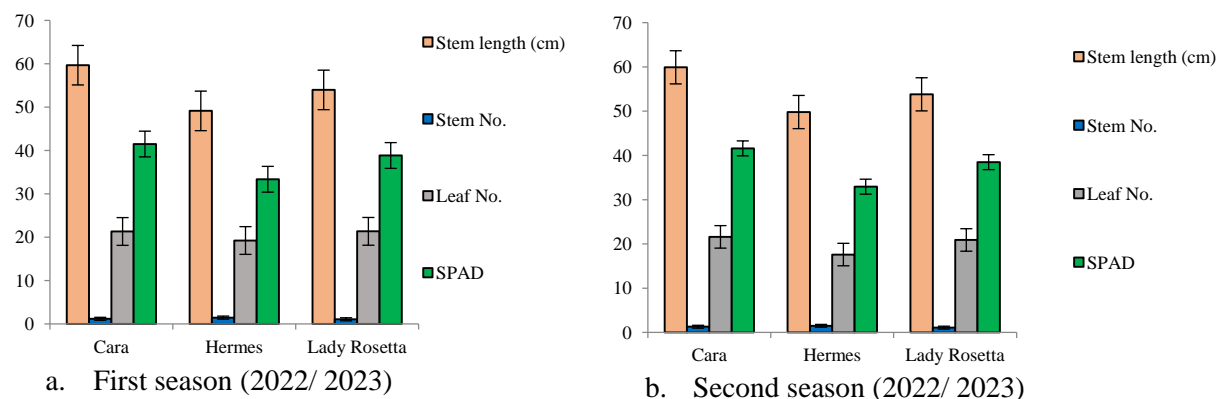 70
60
50
40
30
20
10
0
Cara
Hermes
Lady Rosetta
Stem length (cm)
Stem No.
Leaf No.
SPAD
a. First season (2022/ 2023)
70
60
50
40
30
20
10
0
Cara
Hermes
Lady Rosetta
Stem length (cm)
Stem No.
Leaf No.
SPAD
b. Second season (2022/ 2023)